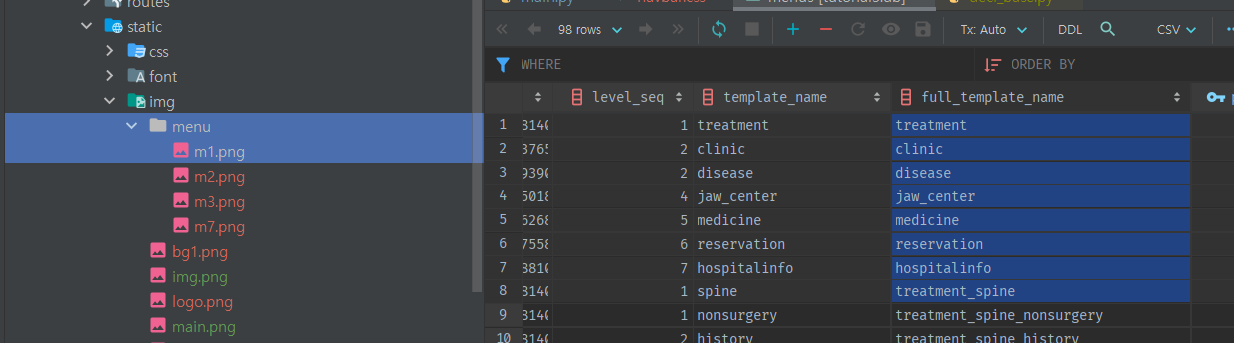 routes
static
css
font
img
menu
m1.png
m2.png
m3.png
m7.png
bg1.png
img.png
logo.png
main.png
98 rows Tx: Auto DDL CSV
WHERE ORDER BY
level_seq template_name full_template_name
1 3140 1 treatment treatment
2 3765 2 clinic clinic
3 9390 2 disease disease
4 5018 4 jaw_center jaw_center
5 5268 5 medicine medicine
6 7558 6 reservation reservation
7 3810 7 hospitalinfo hospitalinfo
8 3140 1 spine treatment_spine
9 3140 1 nonsurgery treatment_spine_nonsurgery
10 3140 2 history treatment_spine_history